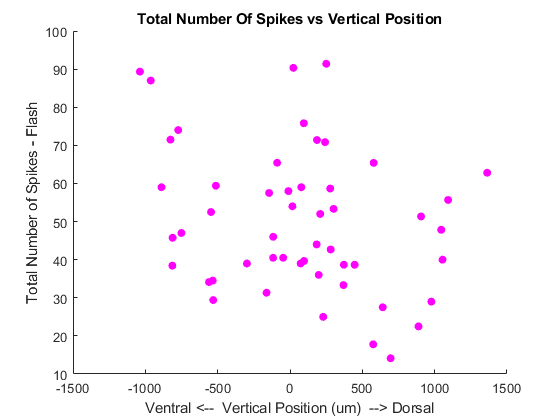 Total Number Of Spikes vs Vertical Position
100
90
80
70
60
50
40
30
20
10
Total Number of Spikes - Flash
-1500 -1000 -500 0 500 1000 1500
Ventral <-- Vertical Position (um) --> Dorsal